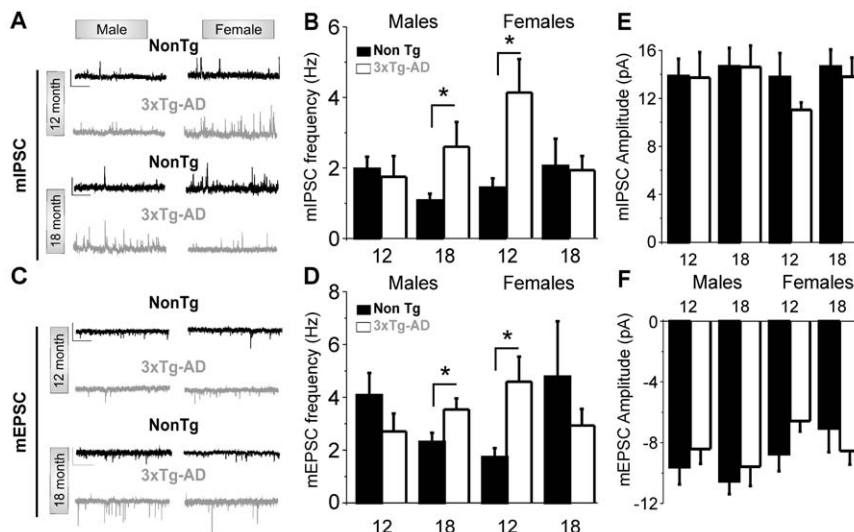 A
Male Female
NonTg
12 month
3xTg-AD
mIPSC
NonTg
18 month
3xTg-AD
B Males Females
Non Tg
3xTg-AD
* *
mIPSC frequency (Hz)
6
4
2
0
12 18 12 18
E
mIPSC Amplitude (pA)
16
12
8
4
0
12 18 12 18
C
NonTg
12 month
3xTg-AD
mEPSC
NonTg
18 month
3xTg-AD
D Males Females
Non Tg
3xTg-AD
* *
mEPSC frequency (Hz)
8
6
4
2
0
12 18 12 18
F Males Females
12 18 12 18
mEPSC Amplitude (pA)
0
-4
-8
-12